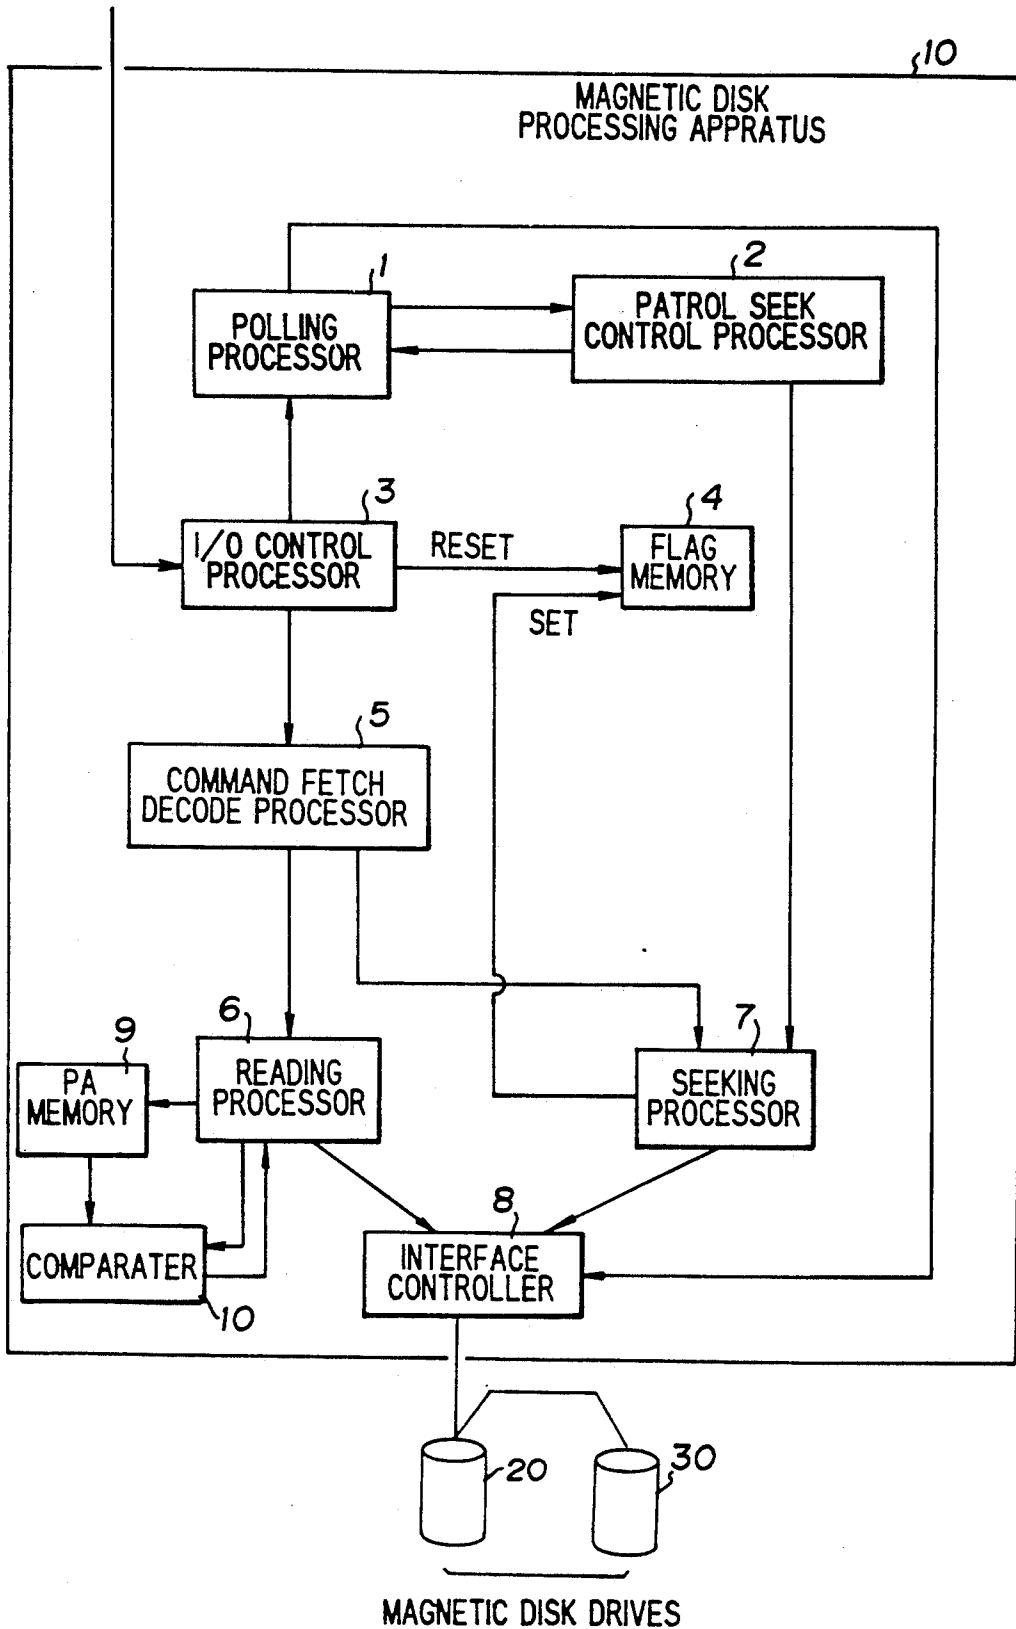 10
MAGNETIC DISK
PROCESSING APPRATUS
1
POLLING
PROCESSOR
2
PATROL SEEK
CONTROL PROCESSOR
3
I/O CONTROL
PROCESSOR
RESET
4
FLAG
MEMORY
SET
5
COMMAND FETCH
DECODE PROCESSOR
6
READING
PROCESSOR
7
SEEKING
PROCESSOR
9
PA
MEMORY
COMPARATER
10
8
INTERFACE
CONTROLLER
20
30
MAGNETIC DISK DRIVES